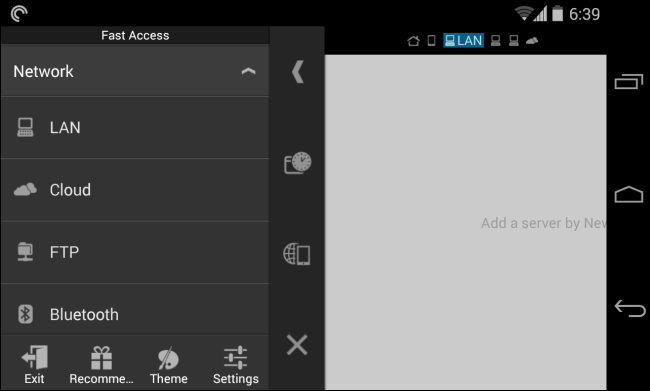 6:39
Fast Access
LAN
Network
LAN
Cloud
Add a server by New
FTP
Bluetooth
Exit
Recomme...
Theme
Settings